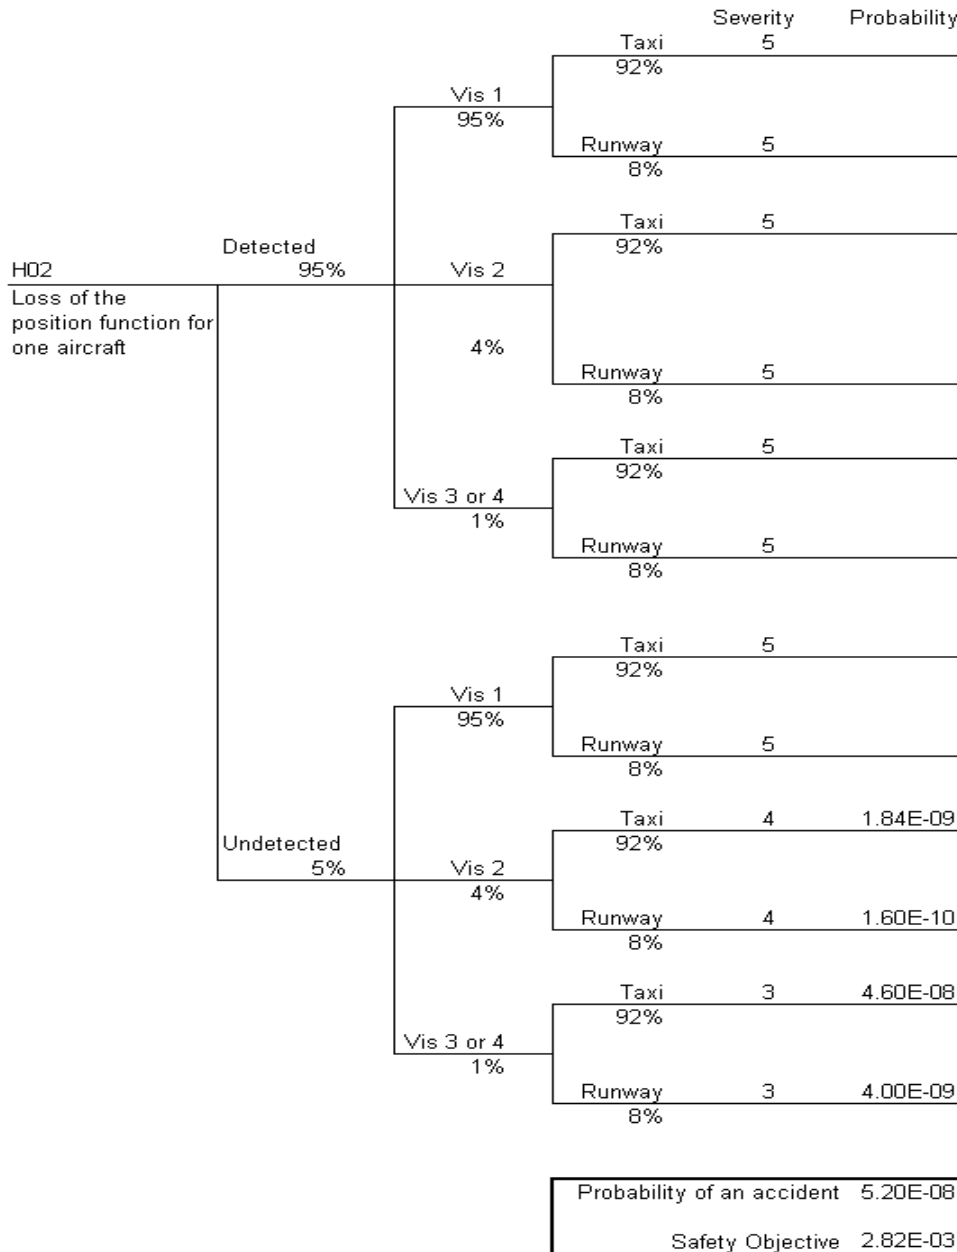 Severity Probability
Taxi 5
92%
Vis 1
95%
Runway 5
8%
Taxi 5
92%
Detected
H02 95% Vis 2
Loss of the
position function for
one aircraft 4%
Runway 5
8%
Taxi 5
92%
Vis 3 or 4
1%
Runway 5
8%
Taxi 5
92%
Vis 1
95%
Runway 5
8%
Taxi 4 1.84E-09
Undetected 92%
5% Vis 2
4%
Runway 4 1.60E-10
8%
Taxi 3 4.60E-08
92%
Vis 3 or 4
1%
Runway 3 4.00E-09
8%
Probability of an accident 5.20E-08
Safety Objective 2.82E-03